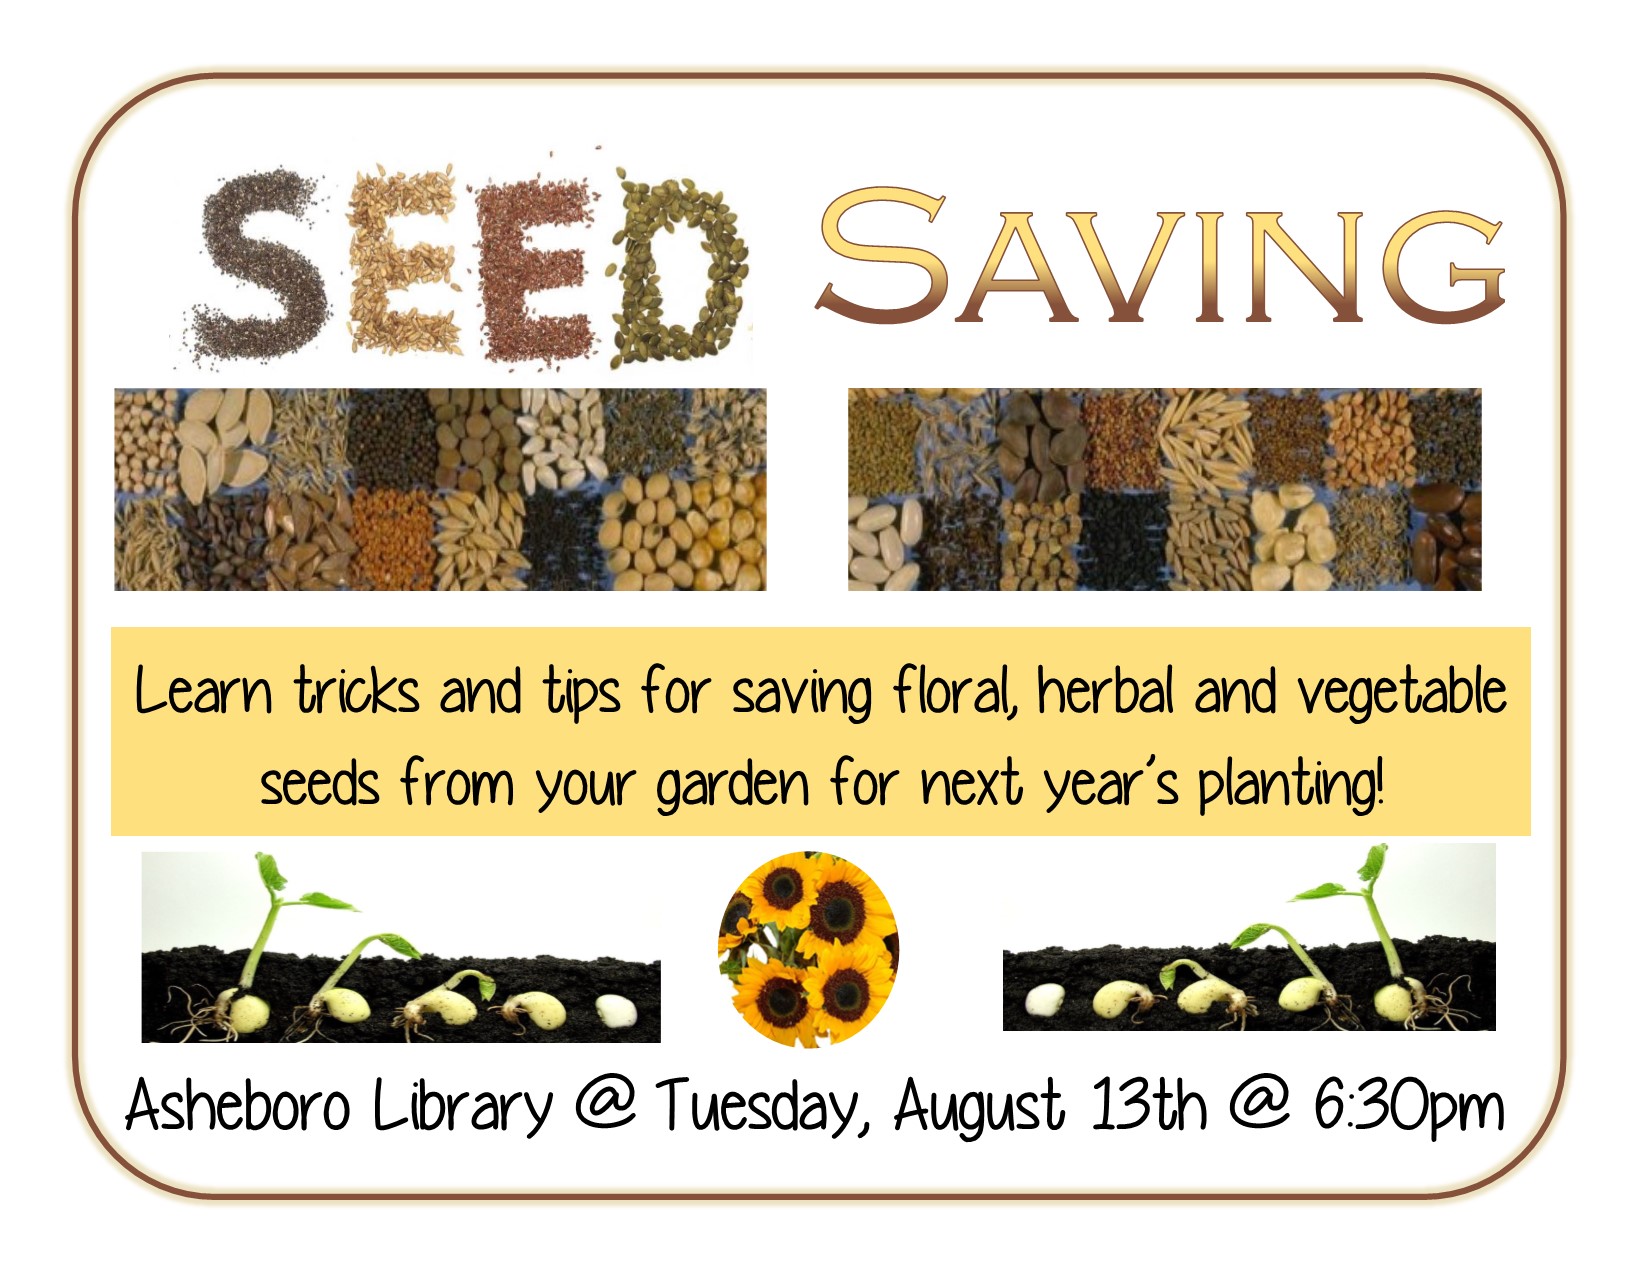 SEED SAVING
Learn tricks and tips for saving floral, herbal and vegetable
seeds from your garden for next year's planting!
Asheboro Library @ Tuesday, August 13th @ 6:30pm